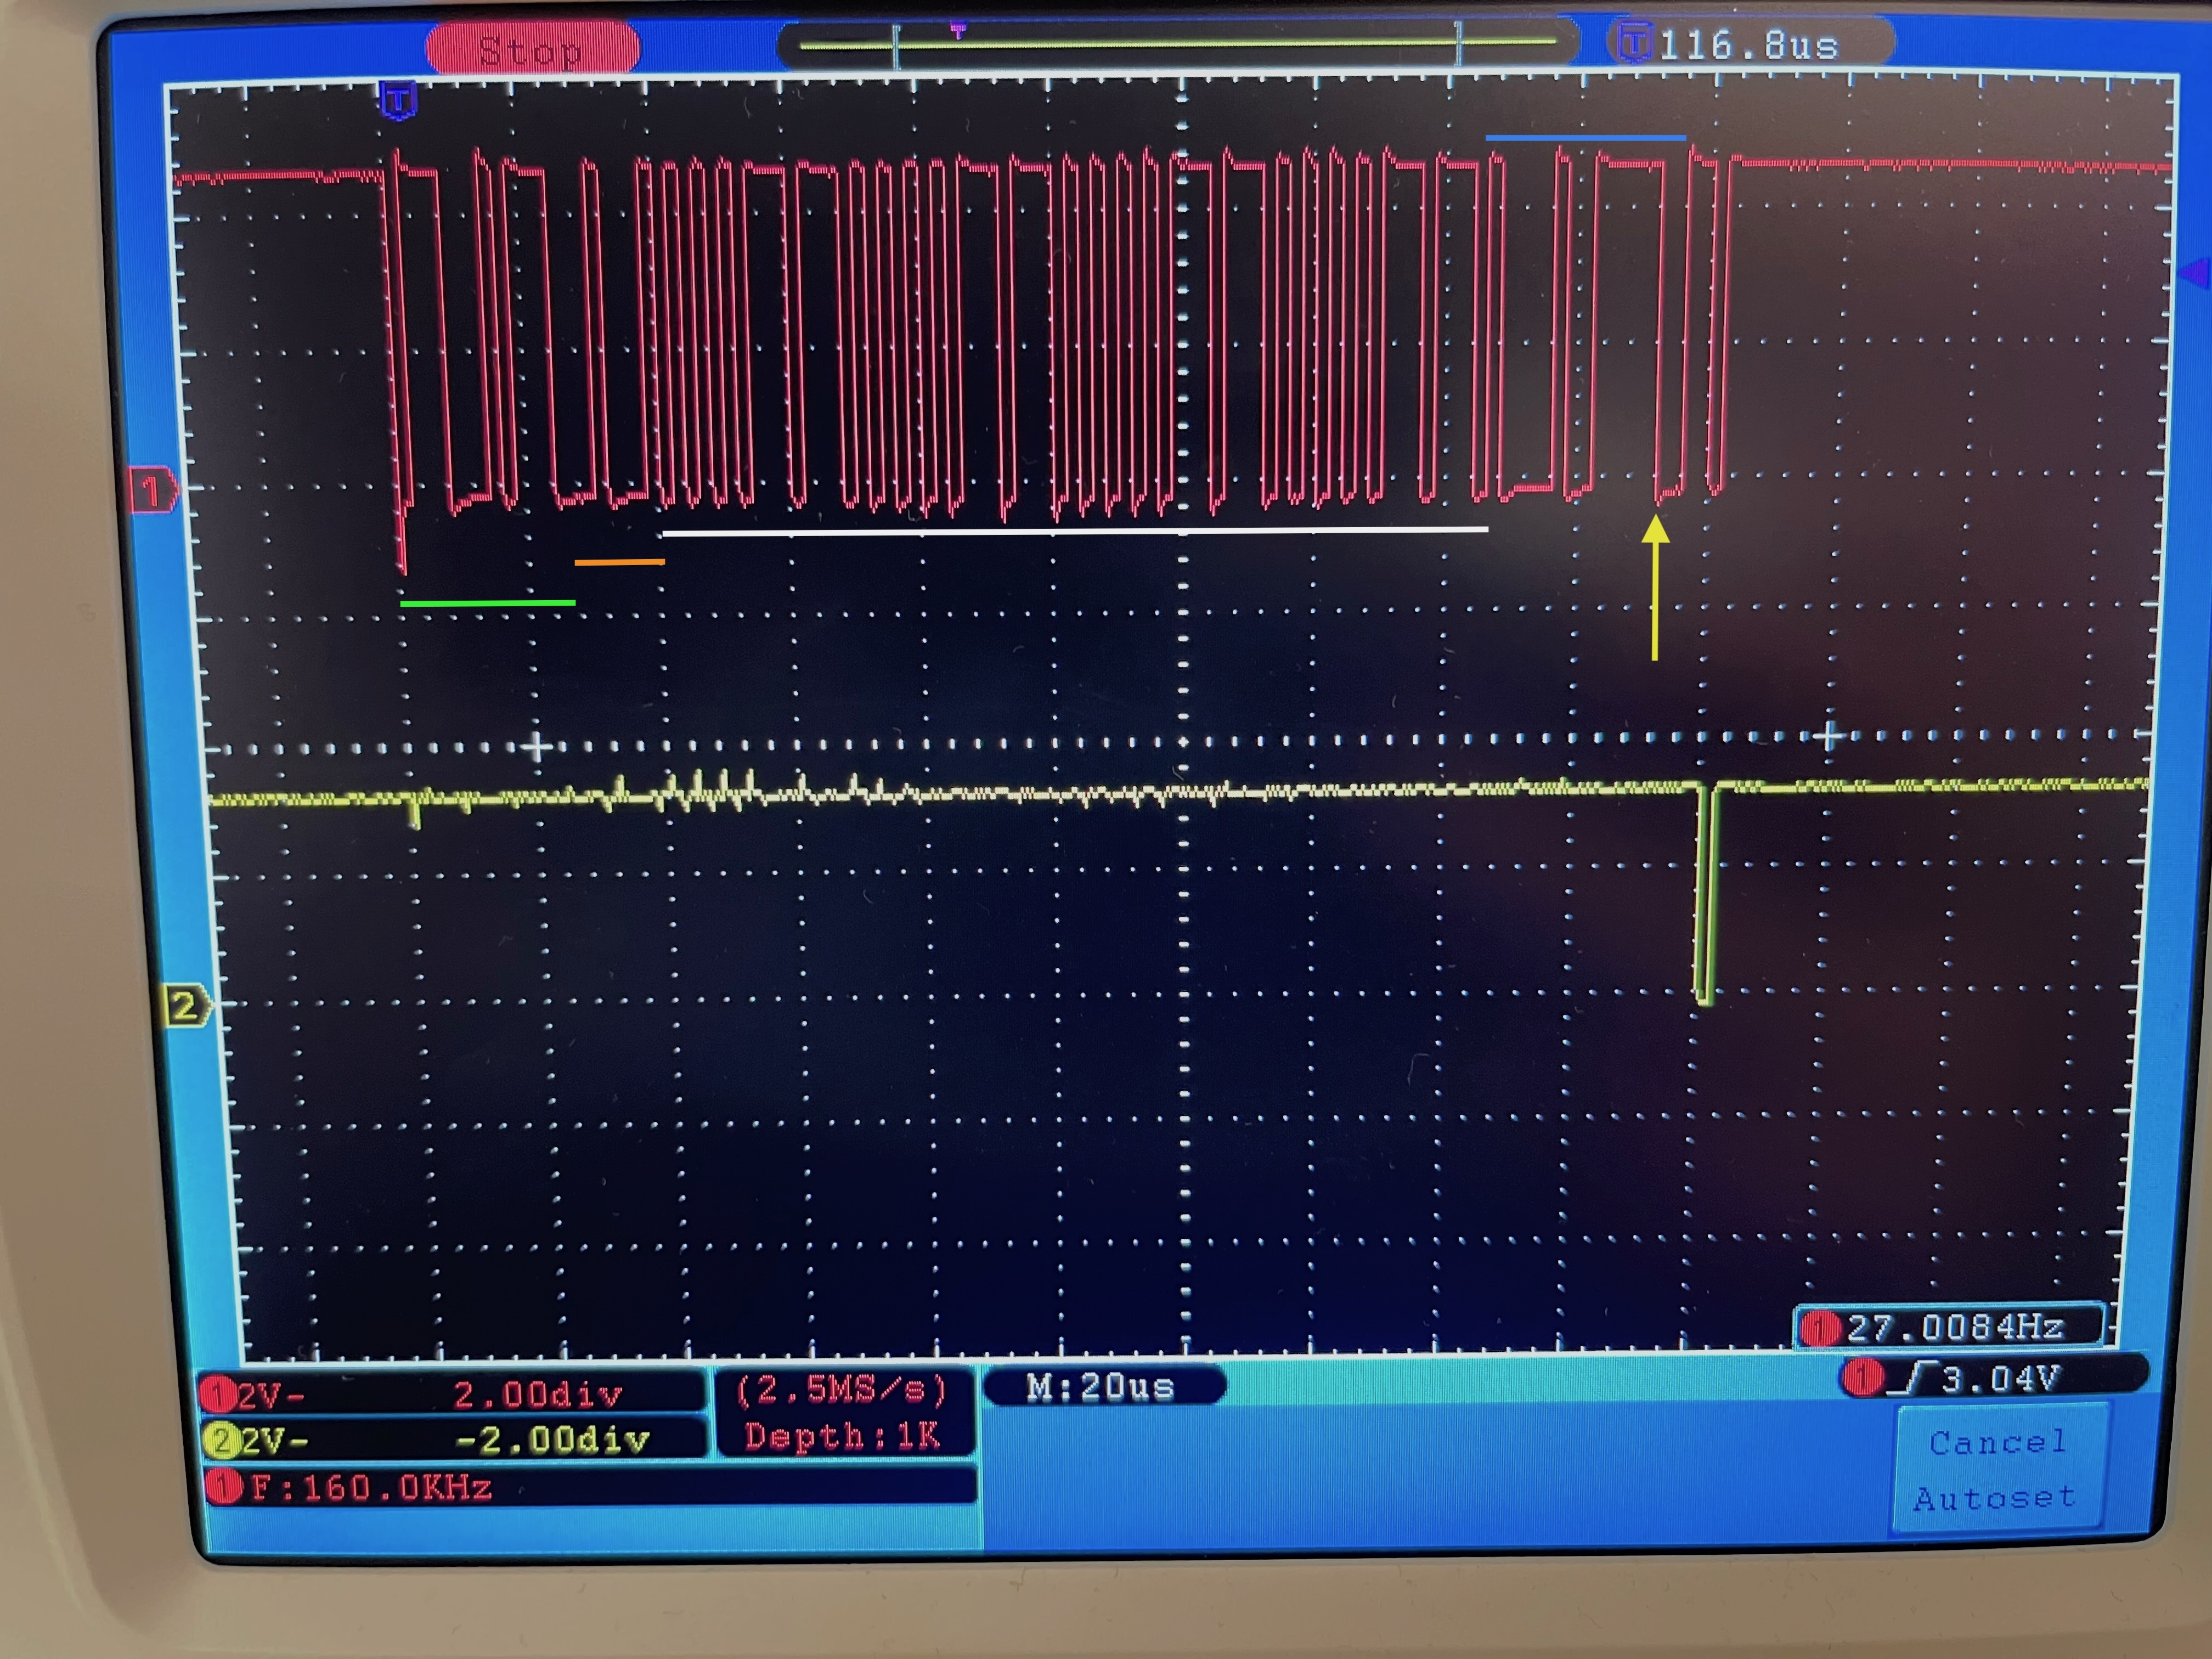 Stop
T
T 116.8us
T
1
2
1 27.0084Hz
1 2V- 2.00div
(2.5MS/s)
M:20us
1 3.04V
2 2V- -2.00div
Depth:1K
1 F:160.0KHz
Cancel
Autoset